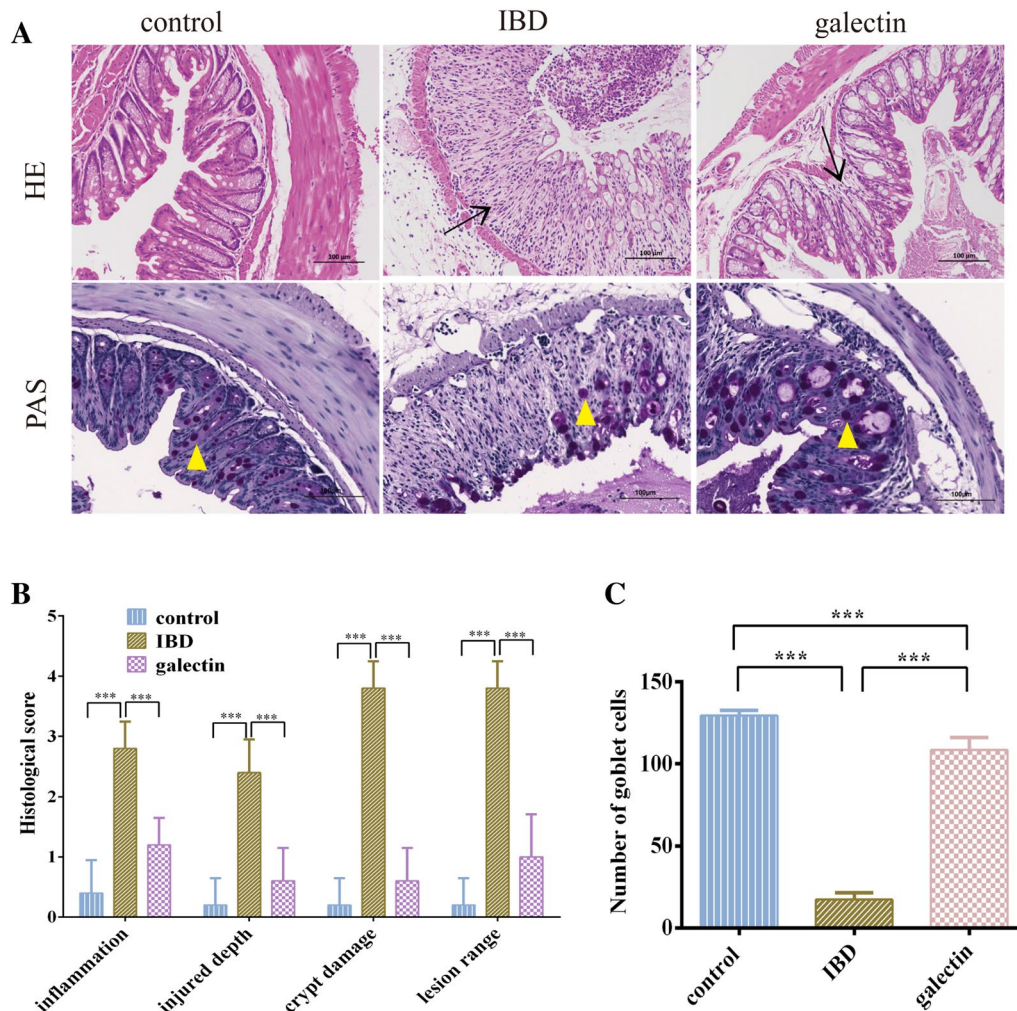 A
control
IBD
galectin
HE
100 μm
100 μm
100 μm
PAS
100μm
100μm
100μm
B
control
IBD
galectin
Histological score
5
4
3
2
1
0
*** ***
*** ***
*** ***
*** ***
inflammation
injured depth
crypt damage
lesion range
C
***
***
***
Number of goblet cells
150
100
50
0
control
IBD
galectin